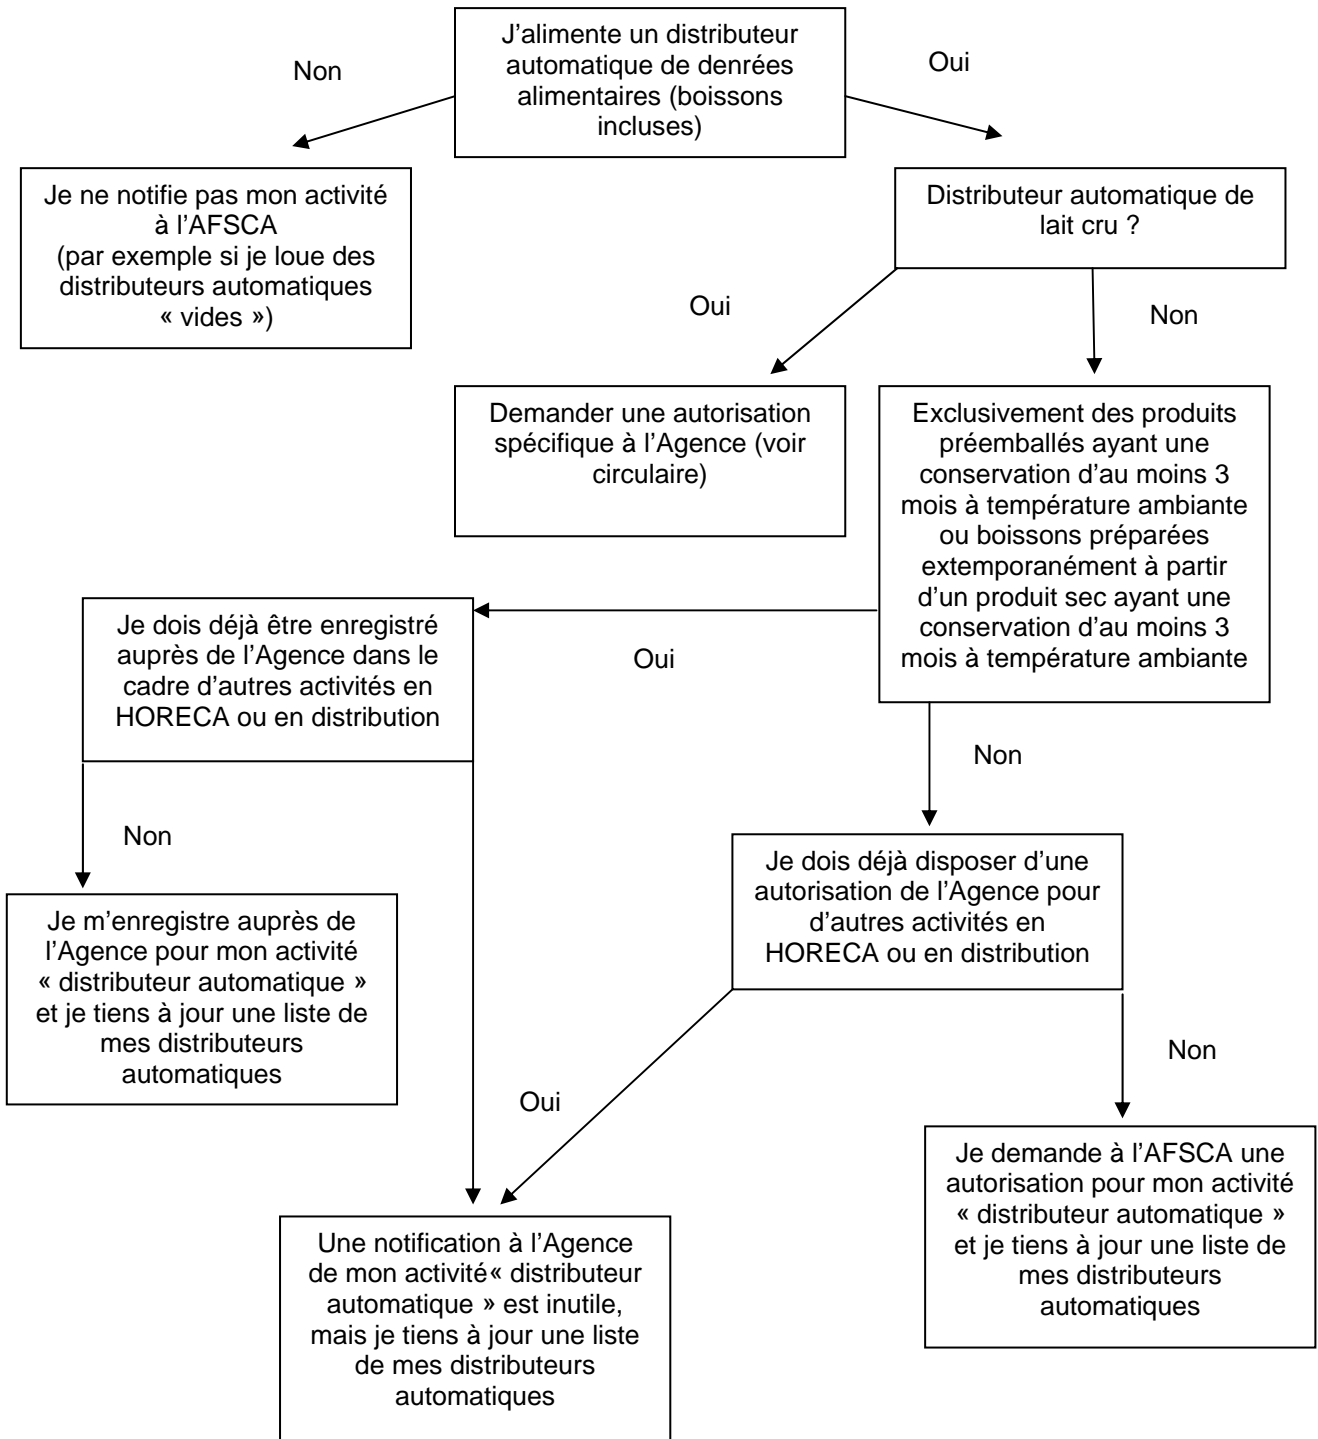 J’alimente un distributeur
automatique de denrées
alimentaires (boissons
incluses)
Non
Oui
Je ne notifie pas mon activité
à l’AFSCA
(par exemple si je loue des
distributeurs automatiques
« vides »)
Distributeur automatique de
lait cru ?
Oui
Non
Demander une autorisation
spécifique à l’Agence (voir
circulaire)
Exclusivement des produits
préemballés ayant une
conservation d’au moins 3
mois à température ambiante
ou boissons préparées
extemporanément à partir
d’un produit sec ayant une
conservation d’au moins 3
mois à température ambiante
Je dois déjà être enregistré
auprès de l’Agence dans le
cadre d’autres activités en
HORECA ou en distribution
Oui
Non
Non
Je dois déjà disposer d’une
autorisation de l’Agence pour
d’autres activités en
HORECA ou en distribution
Je m’enregistre auprès de
l’Agence pour mon activité
« distributeur automatique »
et je tiens à jour une liste de
mes distributeurs
automatiques
Oui
Non
Je demande à l’AFSCA une
autorisation pour mon activité
« distributeur automatique »
et je tiens à jour une liste de
mes distributeurs
automatiques
Une notification à l’Agence
de mon activité« distributeur
automatique » est inutile,
mais je tiens à jour une liste
de mes distributeurs
automatiques